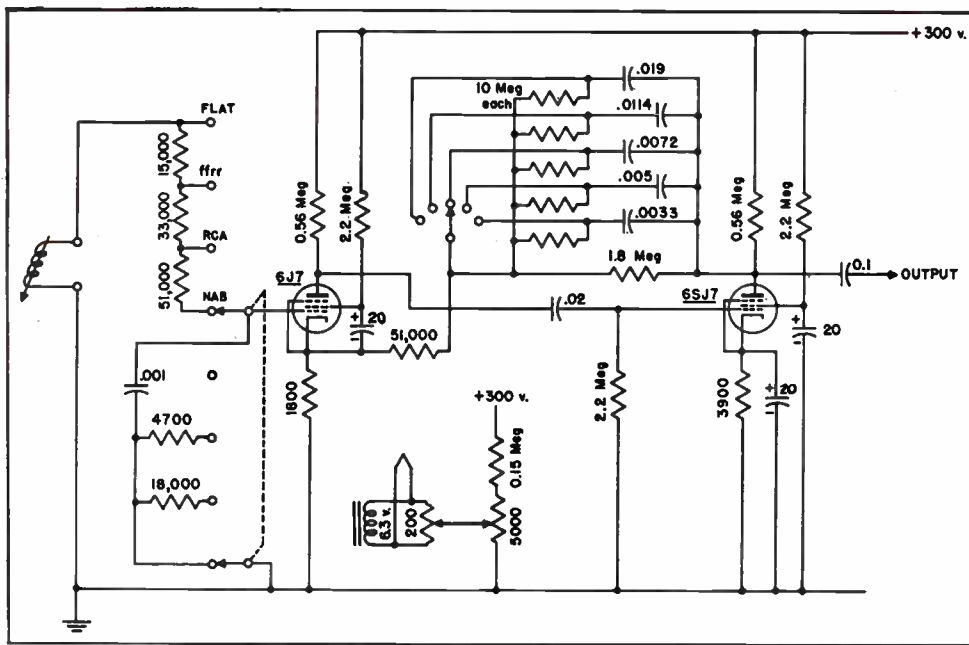 +300 v.
.019
10 Meg
each
.0114
FLAT
15,000
.0072
ffrr
0.56 Meg
2.2. Meg
.005
0.56 Meg
2.2 Meg
33,000
.0033
RCA
51,000
1.8 Meg
0.1
OUTPUT
6J7
6SJ7
NAB
+
20
.02
+
20
51,000
.001
1800
+300 v.
2.2 Meg
3900
+
20
4700
0.15 Meg
18,000
6.3 v.
200
5000